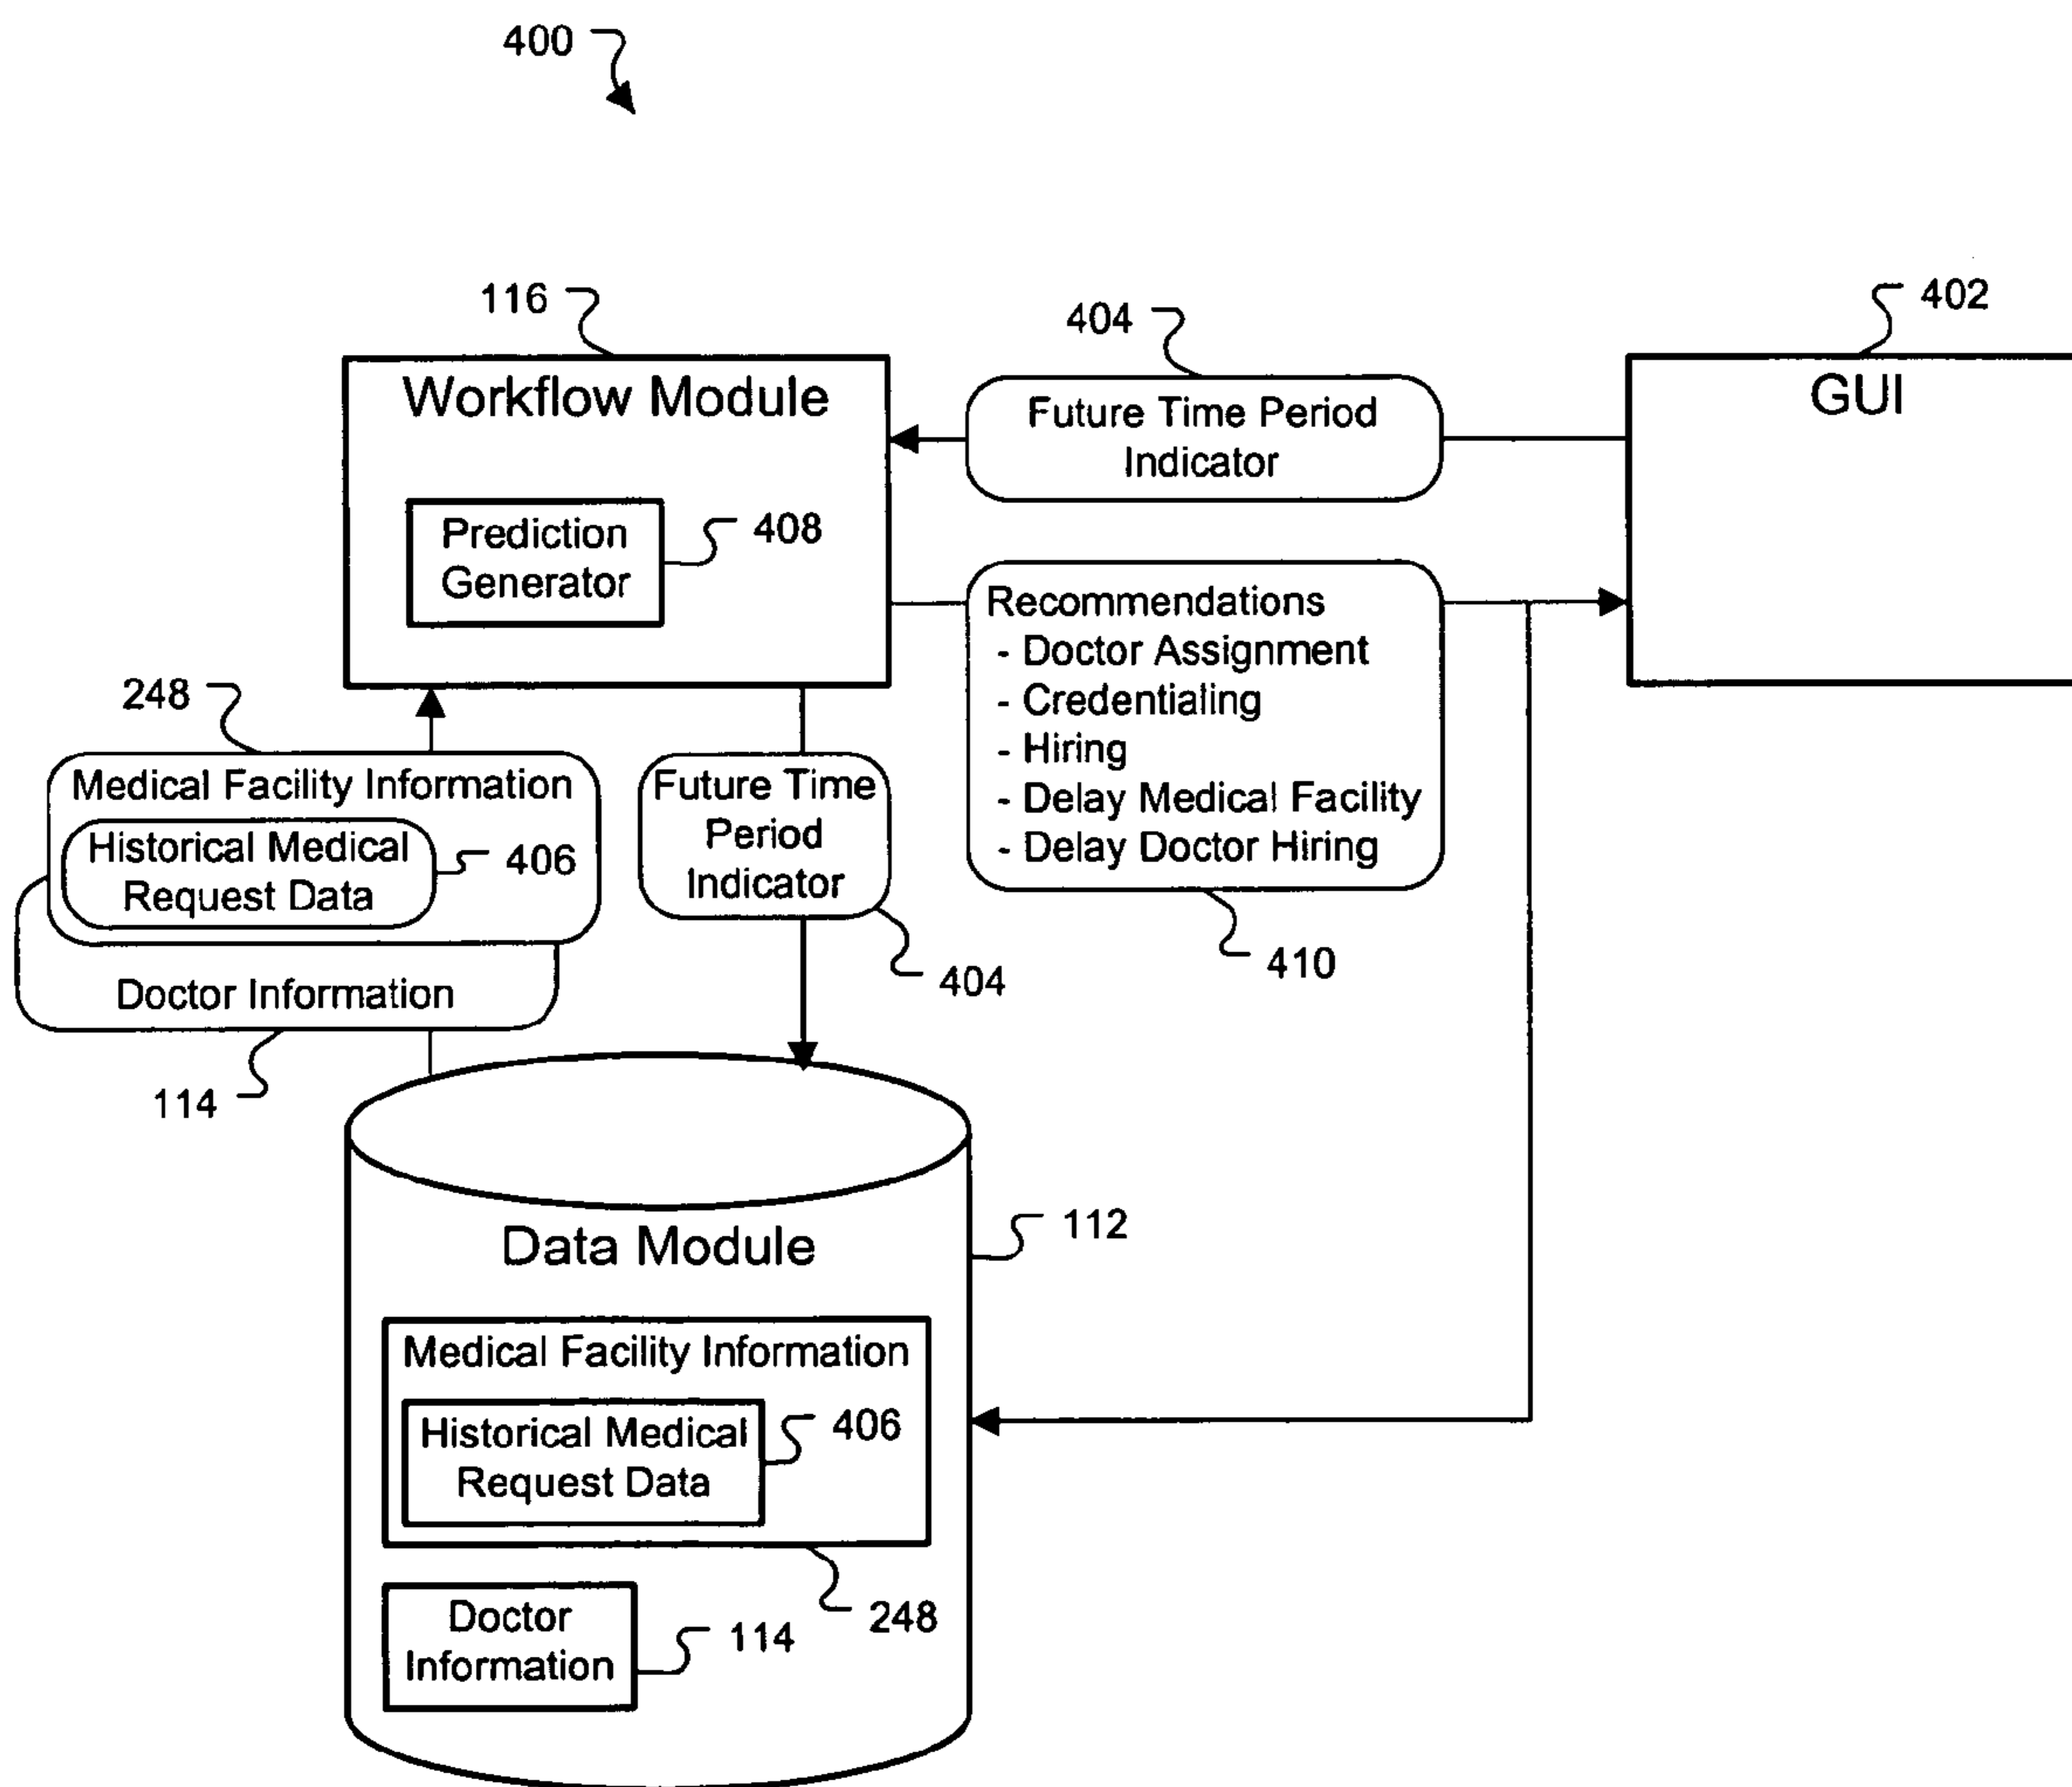 400
116
404
402
Workflow Module
Future Time Period
Indicator
GUI
Prediction
Generator
408
Recommendations
- Doctor Assignment
- Credentialing
- Hiring
- Delay Medical Facility
- Delay Doctor Hiring
410
248
Medical Facility Information
Historical Medical
Request Data
406
Doctor Information
114
Future Time
Period
Indicator
404
Data Module
112
Medical Facility Information
Historical Medical
Request Data
406
248
Doctor
Information
114